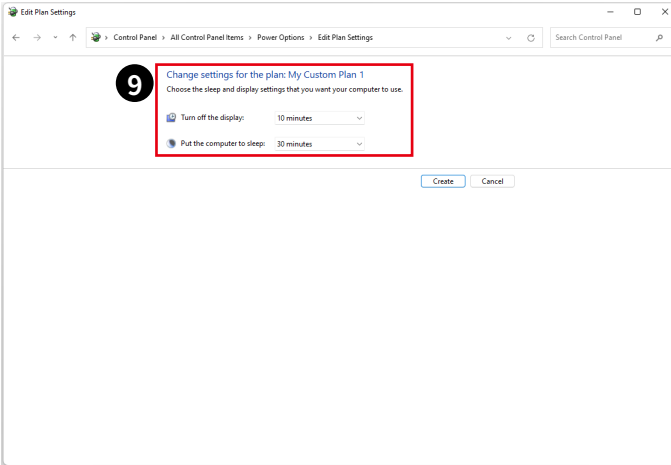 Edit Plan Settings
Control Panel > All Control Panel Items > Power Options > Edit Plan Settings
Search Control Panel
9
Change settings for the plan: My Custom Plan 1
Choose the sleep and display settings that you want your computer to use.
Turn off the display: 10 minutes
Put the computer to sleep: 30 minutes
Create Cancel